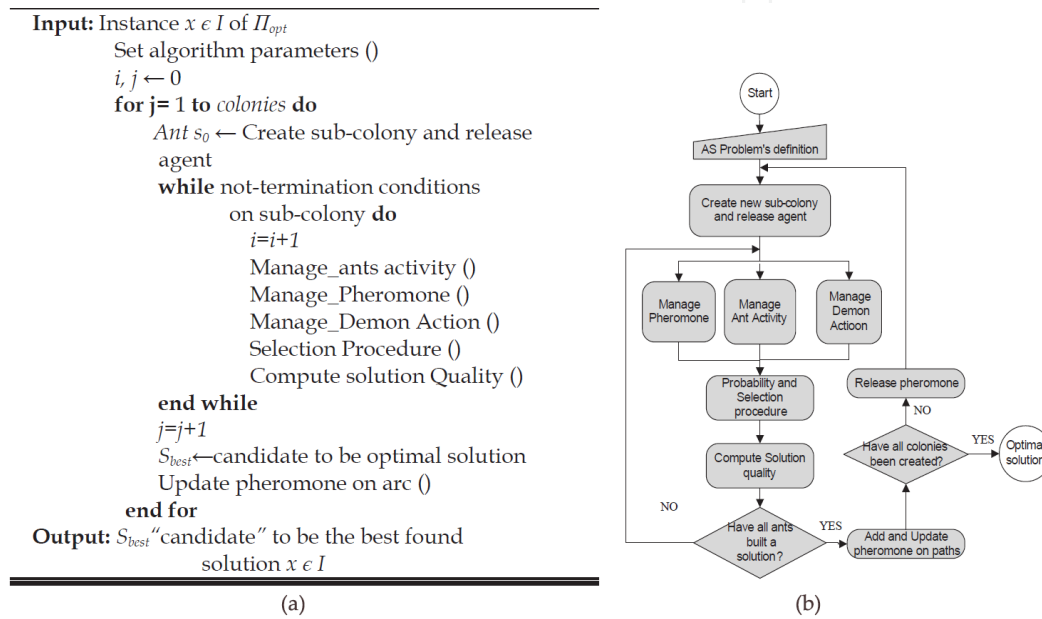 Input: Instance x ϵ I of Π_opt
Set algorithm parameters ()
i, j ← 0
for j= 1 to colonies do
Ant s_0 ← Create sub-colony and release
agent
while not-termination conditions
on sub-colony do
i=i+1
Manage_ants activity ()
Manage_Pheromone ()
Manage_Demon Action ()
Selection Procedure ()
Compute solution Quality ()
end while
j=j+1
S_best←candidate to be optimal solution
Update pheromone on arc ()
end for
Output: S_best“candidate” to be the best found
solution x ϵ I
(a)
Start
AS Problem's definition
Create new sub-colony
and release agent
Manage
Pheromone
Manage
Ant Activity
Manage
Demon
Actioon
Probability and
Selection
procedure
Compute Solution
quality
NO
Have all ants
built a
solution?
YES
Add and Update
pheromone on paths
Have all colonies
been created?
NO
Release pheromone
YES
Optimal
solution
(b)